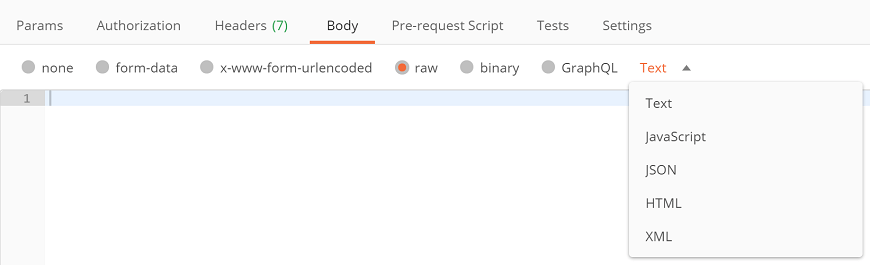 Params Authorization Headers (7) Body Pre-request Script Tests Settings
none form-data x-www-form-urlencoded raw binary GraphQL Text
1
Text
JavaScript
JSON
HTML
XML